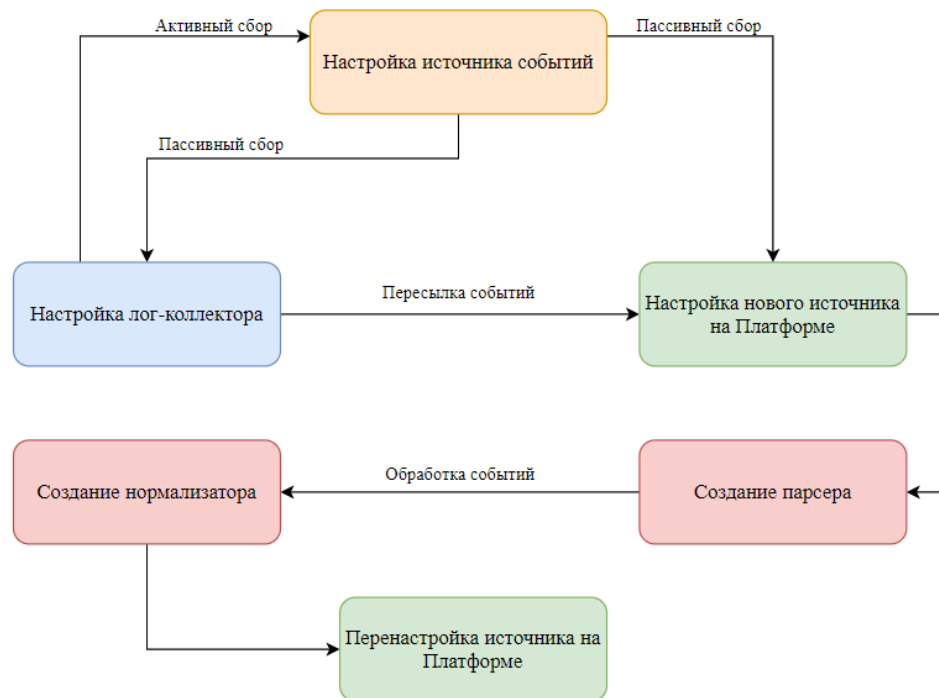 Активный сбор
Пассивный сбор
Настройка источника событий
Пассивный сбор
Пересылка событий
Настройка лог-коллектора
Настройка нового источника
на Платформе
Обработка событий
Создание нормализатора
Создание парсера
Перенастройка источника на
Платформе